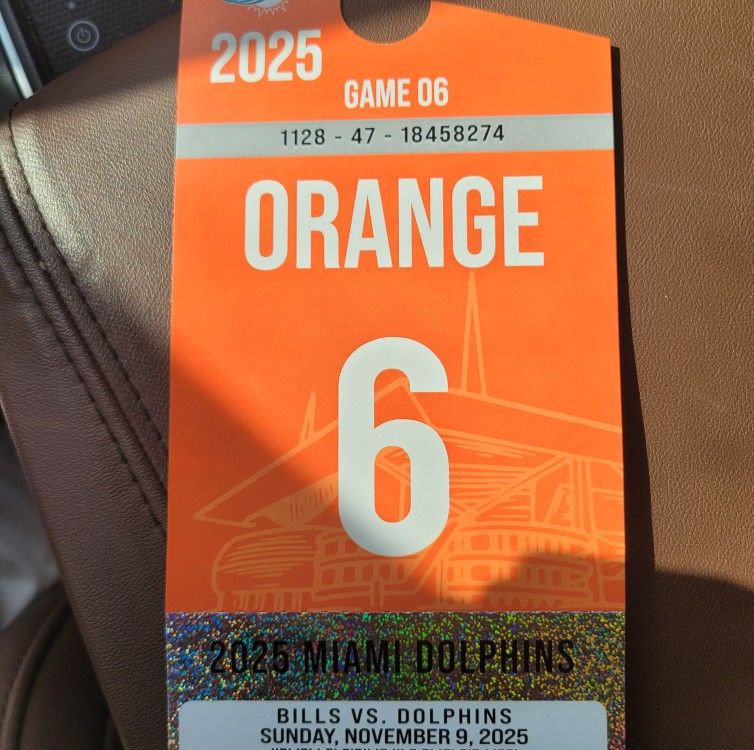 2025
GAME 06
1128 - 47 - 18458274
ORANGE
6
2025 MIAMI DOLPHINS
BILLS VS. DOLPHINS
SUNDAY, NOVEMBER 9, 2025